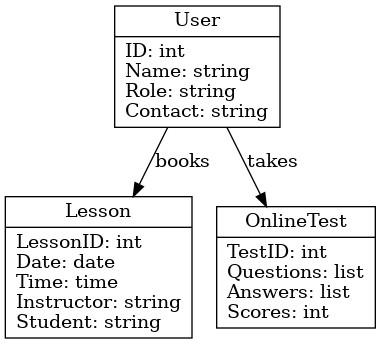 User
ID: int
Name: string
Role: string
Contact: string
books
takes
Lesson
LessonID: int
Date: date
Time: time
Instructor: string
Student: string
OnlineTest
TestID: int
Questions: list
Answers: list
Scores: int